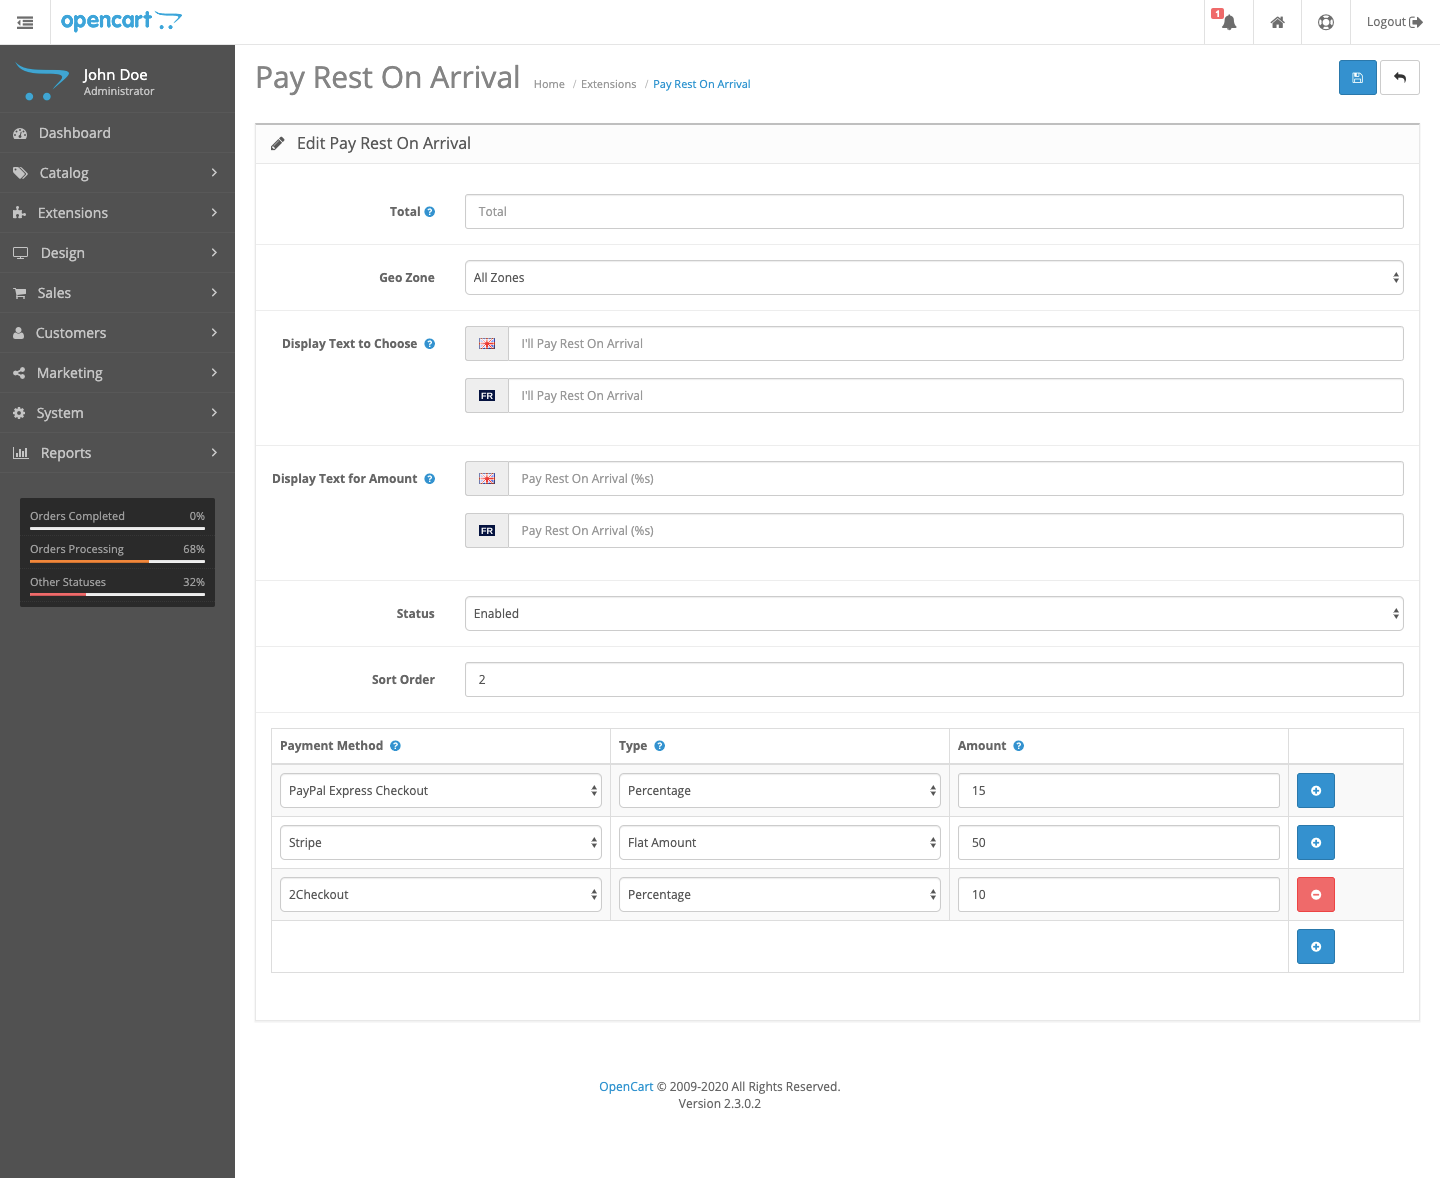 opencart
1
Logout
John Doe
Administrator
Dashboard
Catalog
Extensions
Design
Sales
Customers
Marketing
System
Reports
Orders Completed 0%
Orders Processing 68%
Other Statuses 32%
Pay Rest On Arrival
Home / Extensions / Pay Rest On Arrival
Edit Pay Rest On Arrival
Total ? Total
Geo Zone All Zones
Display Text to Choose ? I'll Pay Rest On Arrival
FR I'll Pay Rest On Arrival
Display Text for Amount ? Pay Rest On Arrival (%s)
FR Pay Rest On Arrival (%s)
Status Enabled
Sort Order 2
Payment Method ? Type ? Amount ?
PayPal Express Checkout Percentage 15
Stripe Flat Amount 50
2Checkout Percentage 10
OpenCart © 2009-2020 All Rights Reserved.
Version 2.3.0.2